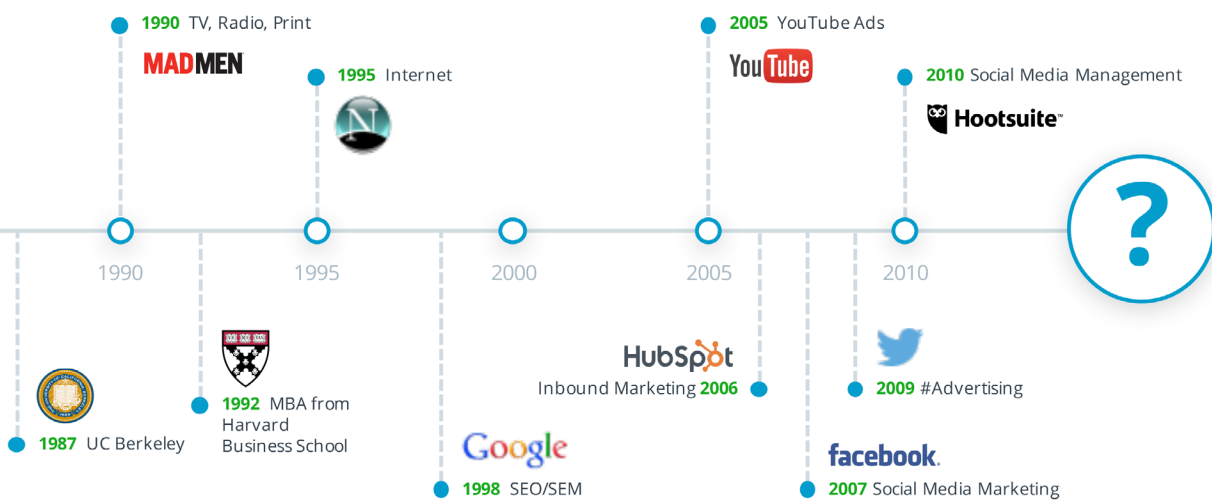 1990 TV, Radio, Print
MADMEN
1995 Internet
N
2005 YouTube Ads
YouTube
2010 Social Media Management
Hootsuite™
?
1990
1995
2000
2005
2010
1987 UC Berkeley
1992 MBA from
Harvard
Business School
Google
1998 SEO/SEM
HubSpot
Inbound Marketing 2006
2009 #Advertising
facebook.
2007 Social Media Marketing